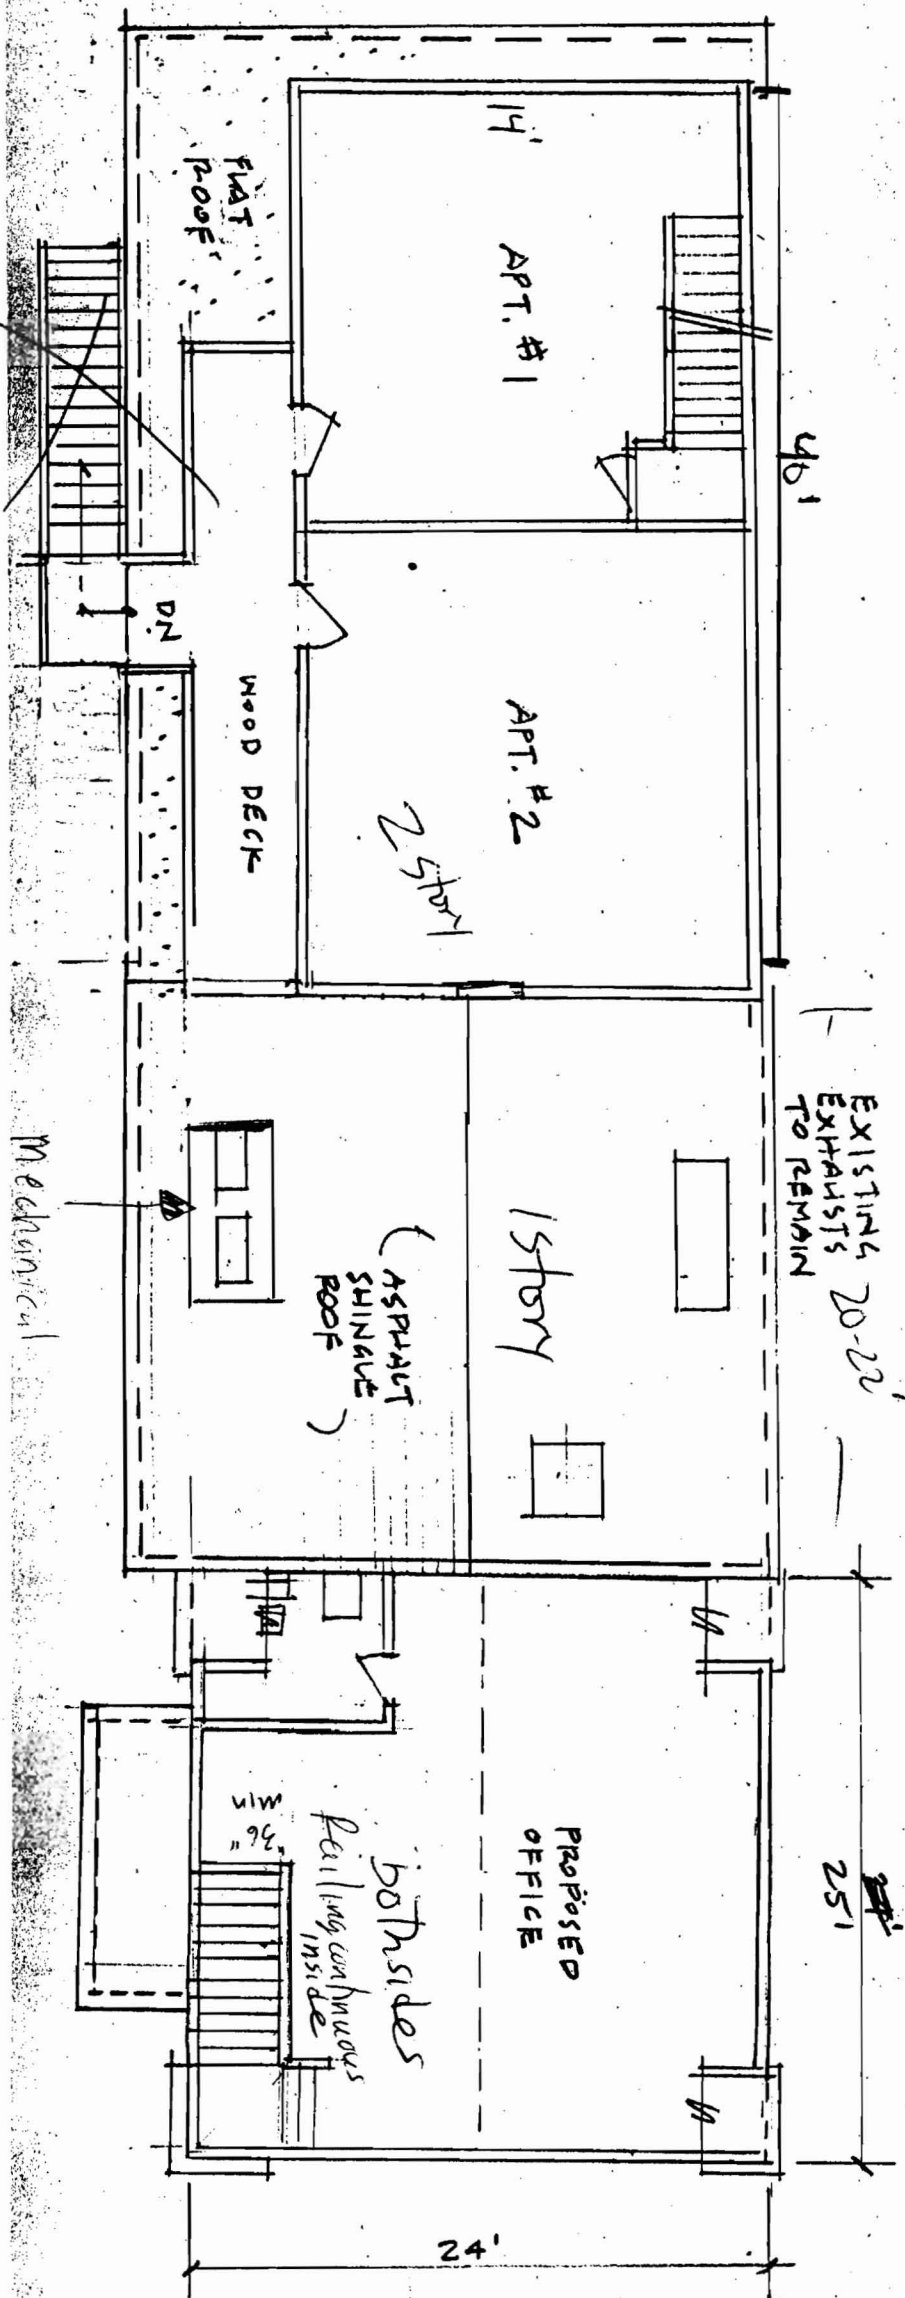 14'
FLAT
ROOF
APT. #1
40'
DN
WOOD DECK
APT. #2
2 Story
EXISTING
EXHAUSTS
TO REMAIN
20-22'
Mechanical
1 Story
( ASPHALT
SHINGLE
ROOF )
25'
PROPOSED
OFFICE
both sides
Railing continuous
inside
36"
min
24'